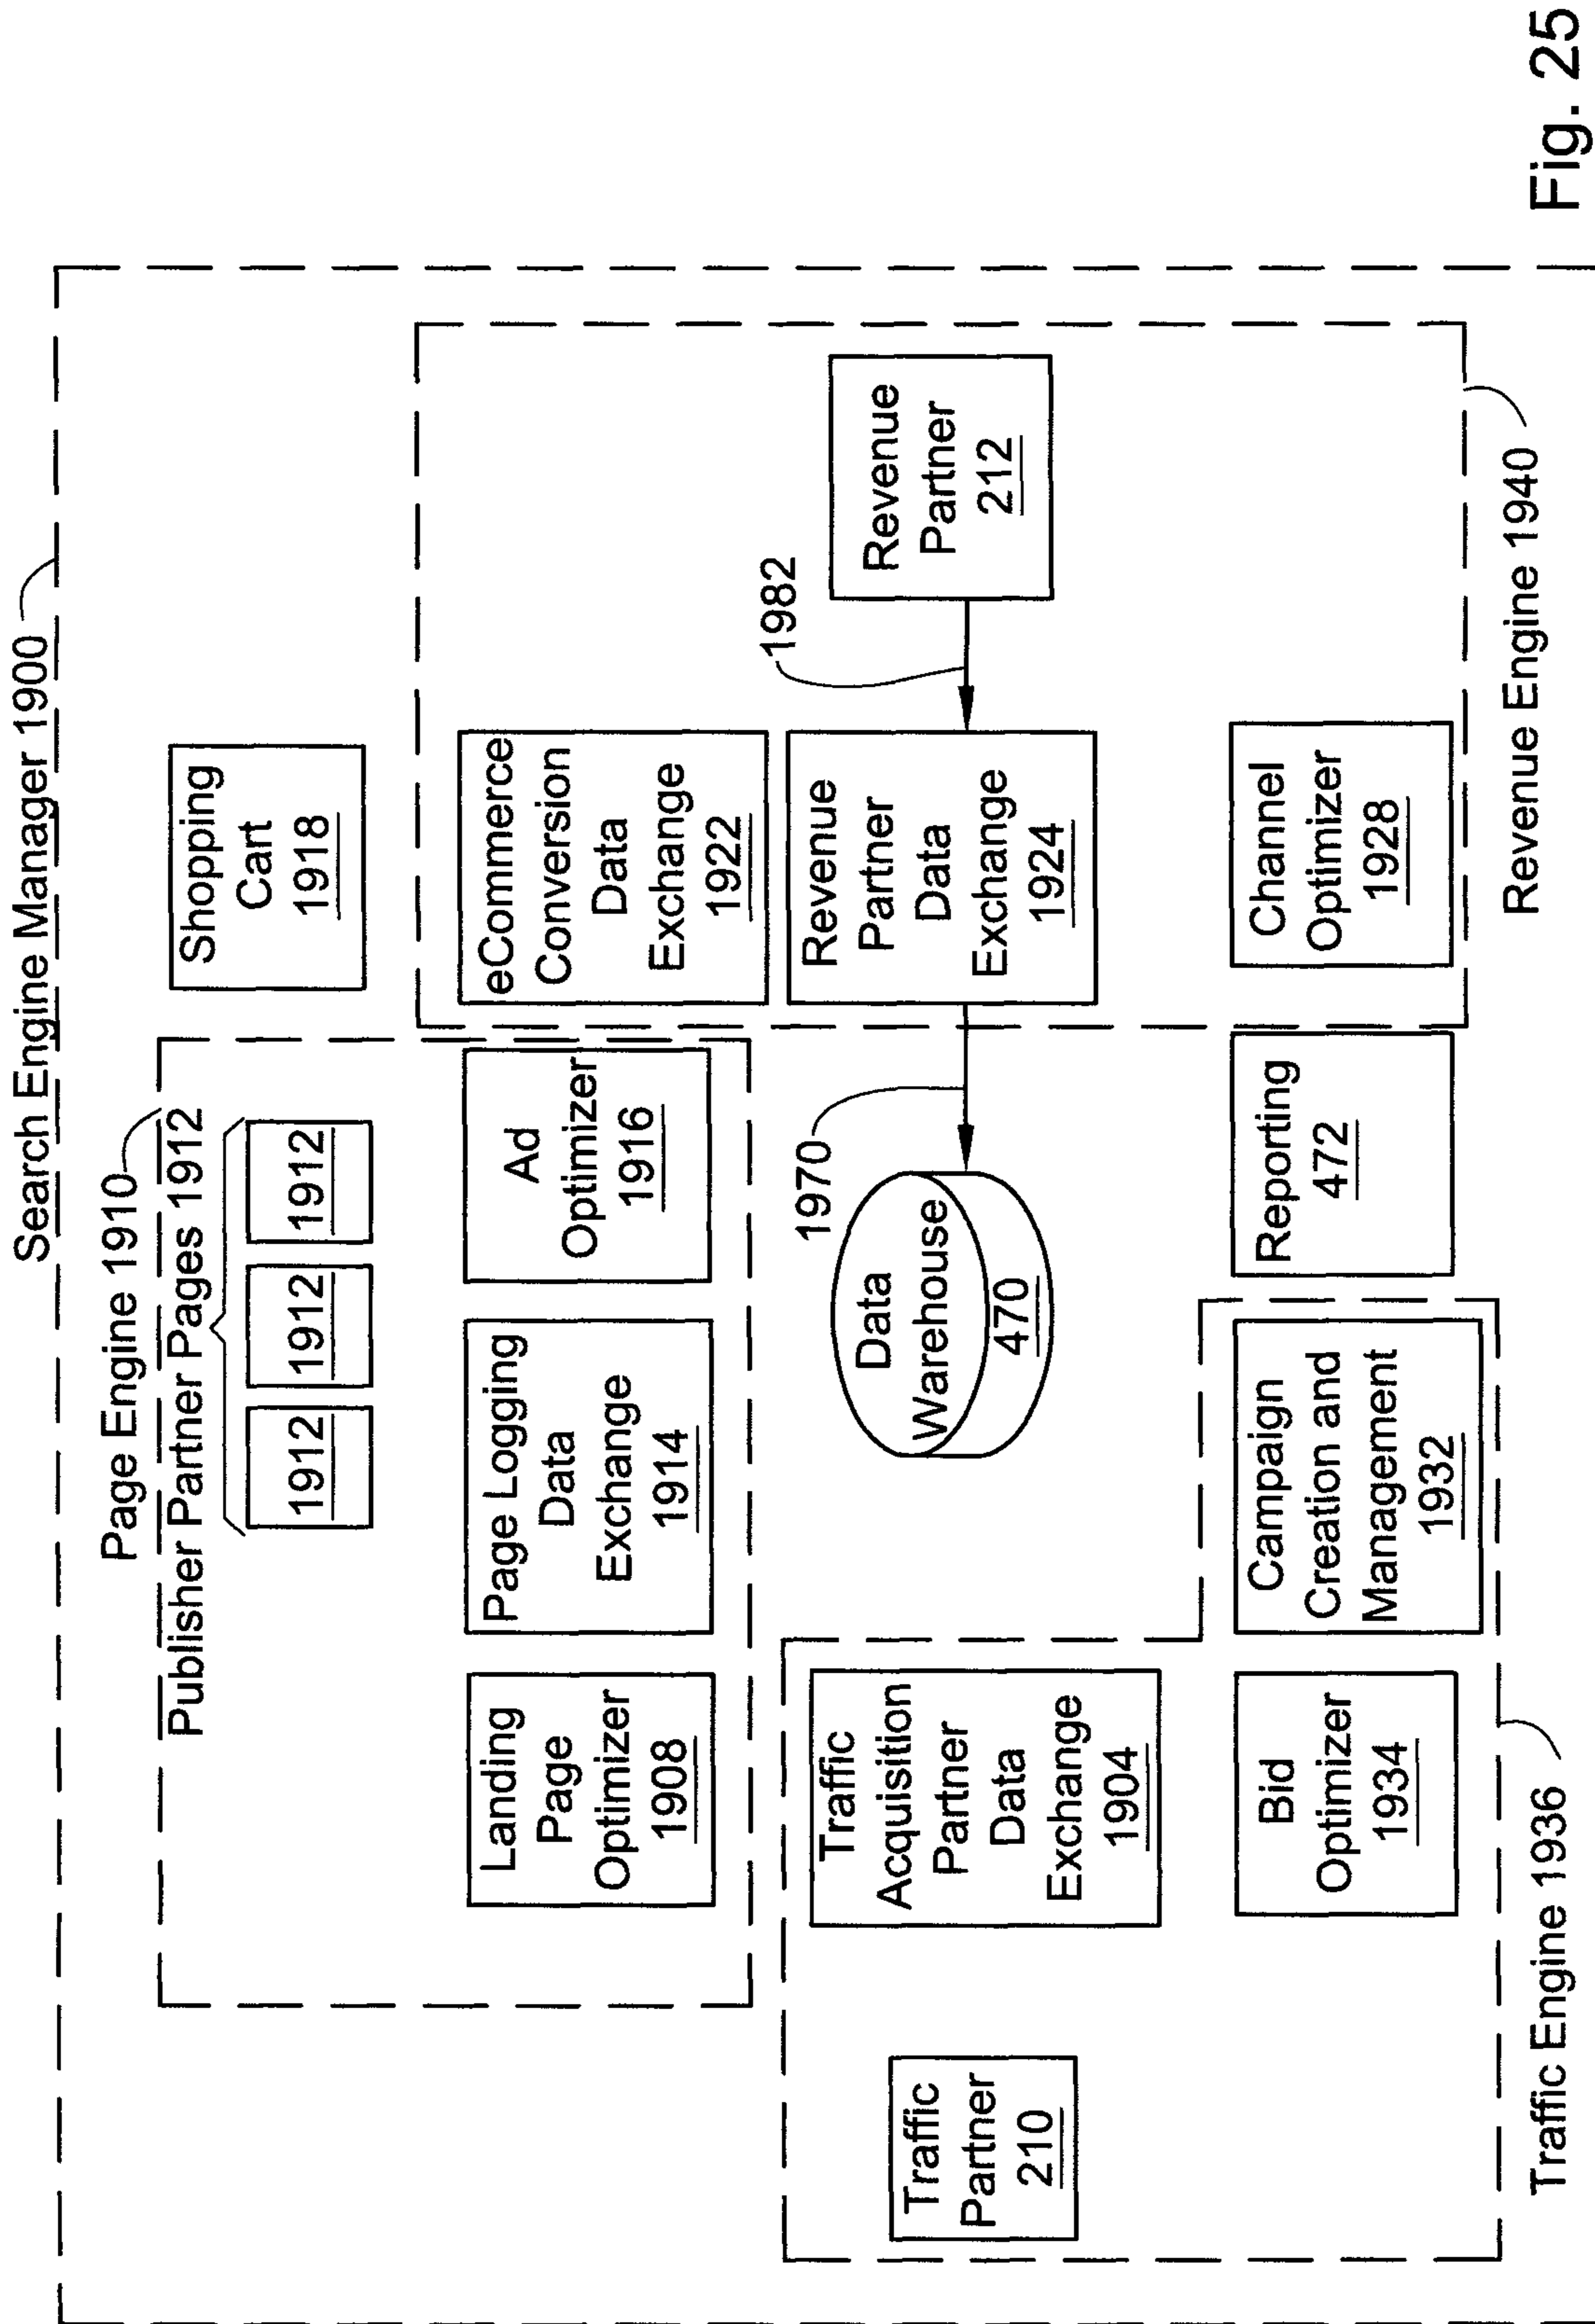 Search Engine Manager 1900
Page Engine 1910
Publisher Partner Pages 1912
1912
1912
1912
Shopping
Cart
1918
Landing
Page
Optimizer
1908
Page Logging
Data
Exchange
1914
Ad
Optimizer
1916
eCommerce
Conversion
Data
Exchange
1922
Traffic
Partner
210
Traffic
Acquisition
Partner
Data
Exchange
1904
Data
Warehouse
470
1970
Revenue
Partner
Data
Exchange
1924
1982
Revenue
Partner
212
Bid
Optimizer
1934
Campaign
Creation and
Management
1932
Reporting
472
Channel
Optimizer
1928
Traffic Engine 1936
Revenue Engine 1940
Fig. 25